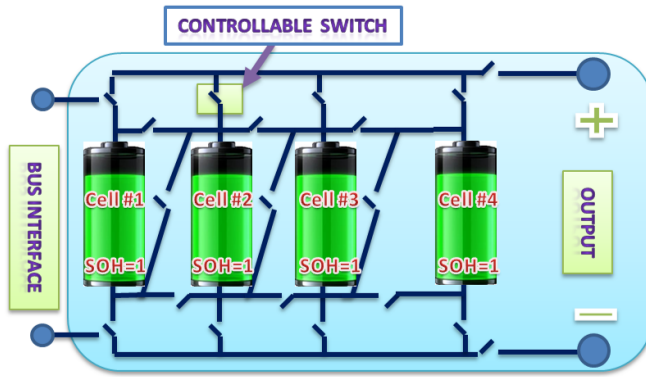 CONTROLLABLE SWITCH
BUS INTERFACE
Cell #1
Cell #2
Cell #3
Cell #4
SOH=1
SOH=1
SOH=1
SOH=1
+
OUTPUT
−